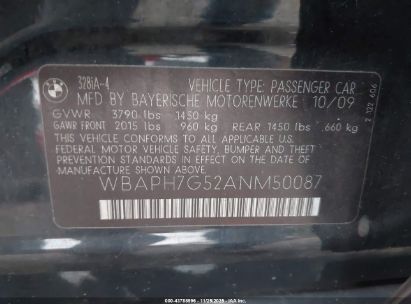 328iA-4
VEHICLE TYPE: PASSENGER CAR
MFD BY BAYERISCHE MOTORENWERKE 10/09
GVWR 3790 lbs 1450 kg
GAWR FRONT 2015 lbs 960 kg REAR 1450 lbs 660 kg
THIS VEHICLE CONFORMS TO ALL APPLICABLE FEDERAL
MOTOR VEHICLE SAFETY, BUMPER, AND THEFT
PREVENTION STANDARDS IN EFFECT ON THE DATE OF
MANUFACTURE SHOWN ABOVE.
WBAPH7G52ANM50087